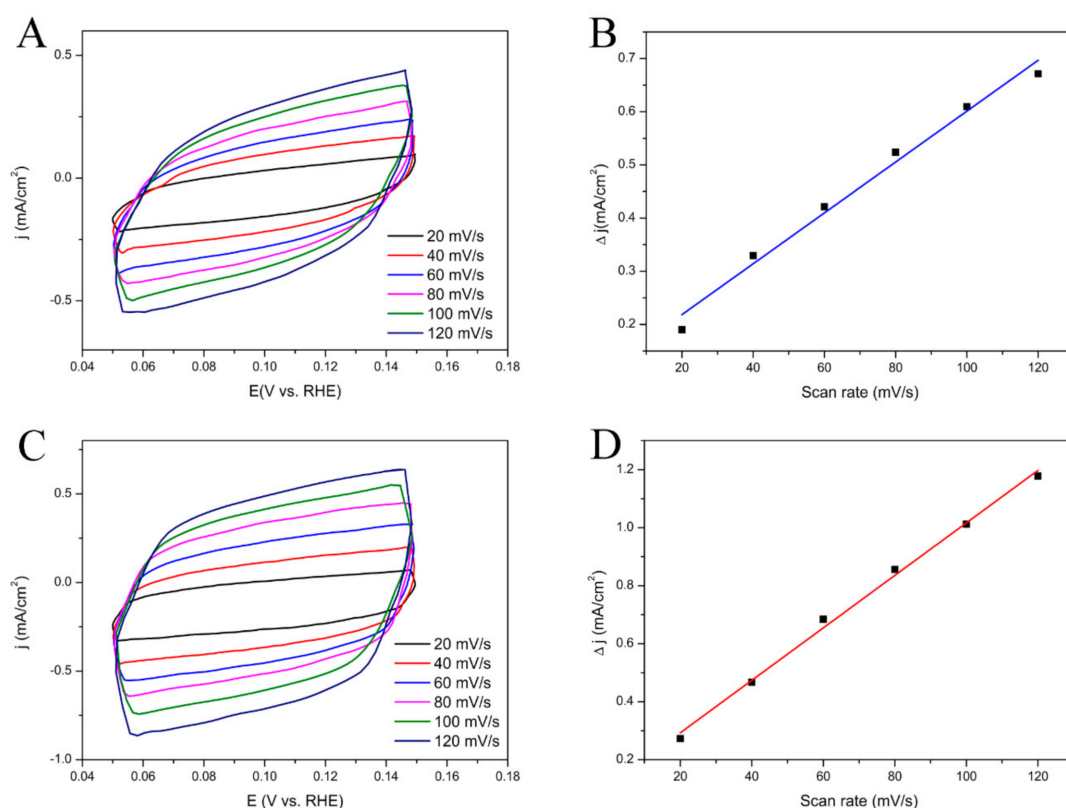 A
0.5
0.0
-0.5
j (mA/cm²)
20 mV/s
40 mV/s
60 mV/s
80 mV/s
100 mV/s
120 mV/s
0.04 0.06 0.08 0.10 0.12 0.14 0.16 0.18
E(V vs. RHE)
B
0.7
0.6
0.5
0.4
0.3
0.2
Δ j(mA/cm²)
20 40 60 80 100 120
Scan rate (mV/s)
C
1.0
0.5
0.0
-0.5
-1.0
j (mA/cm²)
20 mV/s
40 mV/s
60 mV/s
80 mV/s
100 mV/s
120 mV/s
0.04 0.06 0.08 0.10 0.12 0.14 0.16 0.18
E (V vs. RHE)
D
1.2
1.0
0.8
0.6
0.4
0.2
Δ j (mA/cm²)
20 40 60 80 100 120
Scan rate (mV/s)